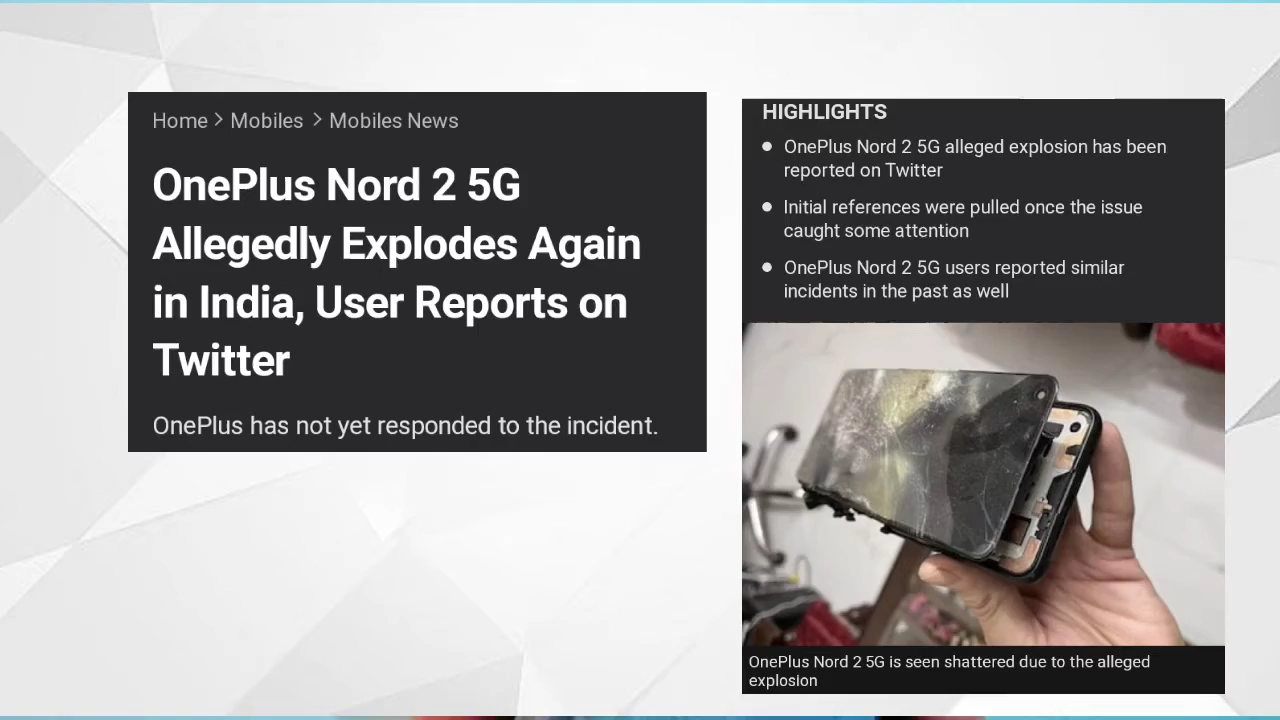 Home > Mobiles > Mobiles News
OnePlus Nord 2 5G
Allegedly Explodes Again
in India, User Reports on
Twitter
OnePlus has not yet responded to the incident.
HIGHLIGHTS
OnePlus Nord 2 5G alleged explosion has been
reported on Twitter
Initial references were pulled once the issue
caught some attention
OnePlus Nord 2 5G users reported similar
incidents in the past as well
OnePlus Nord 2 5G is seen shattered due to the alleged
explosion